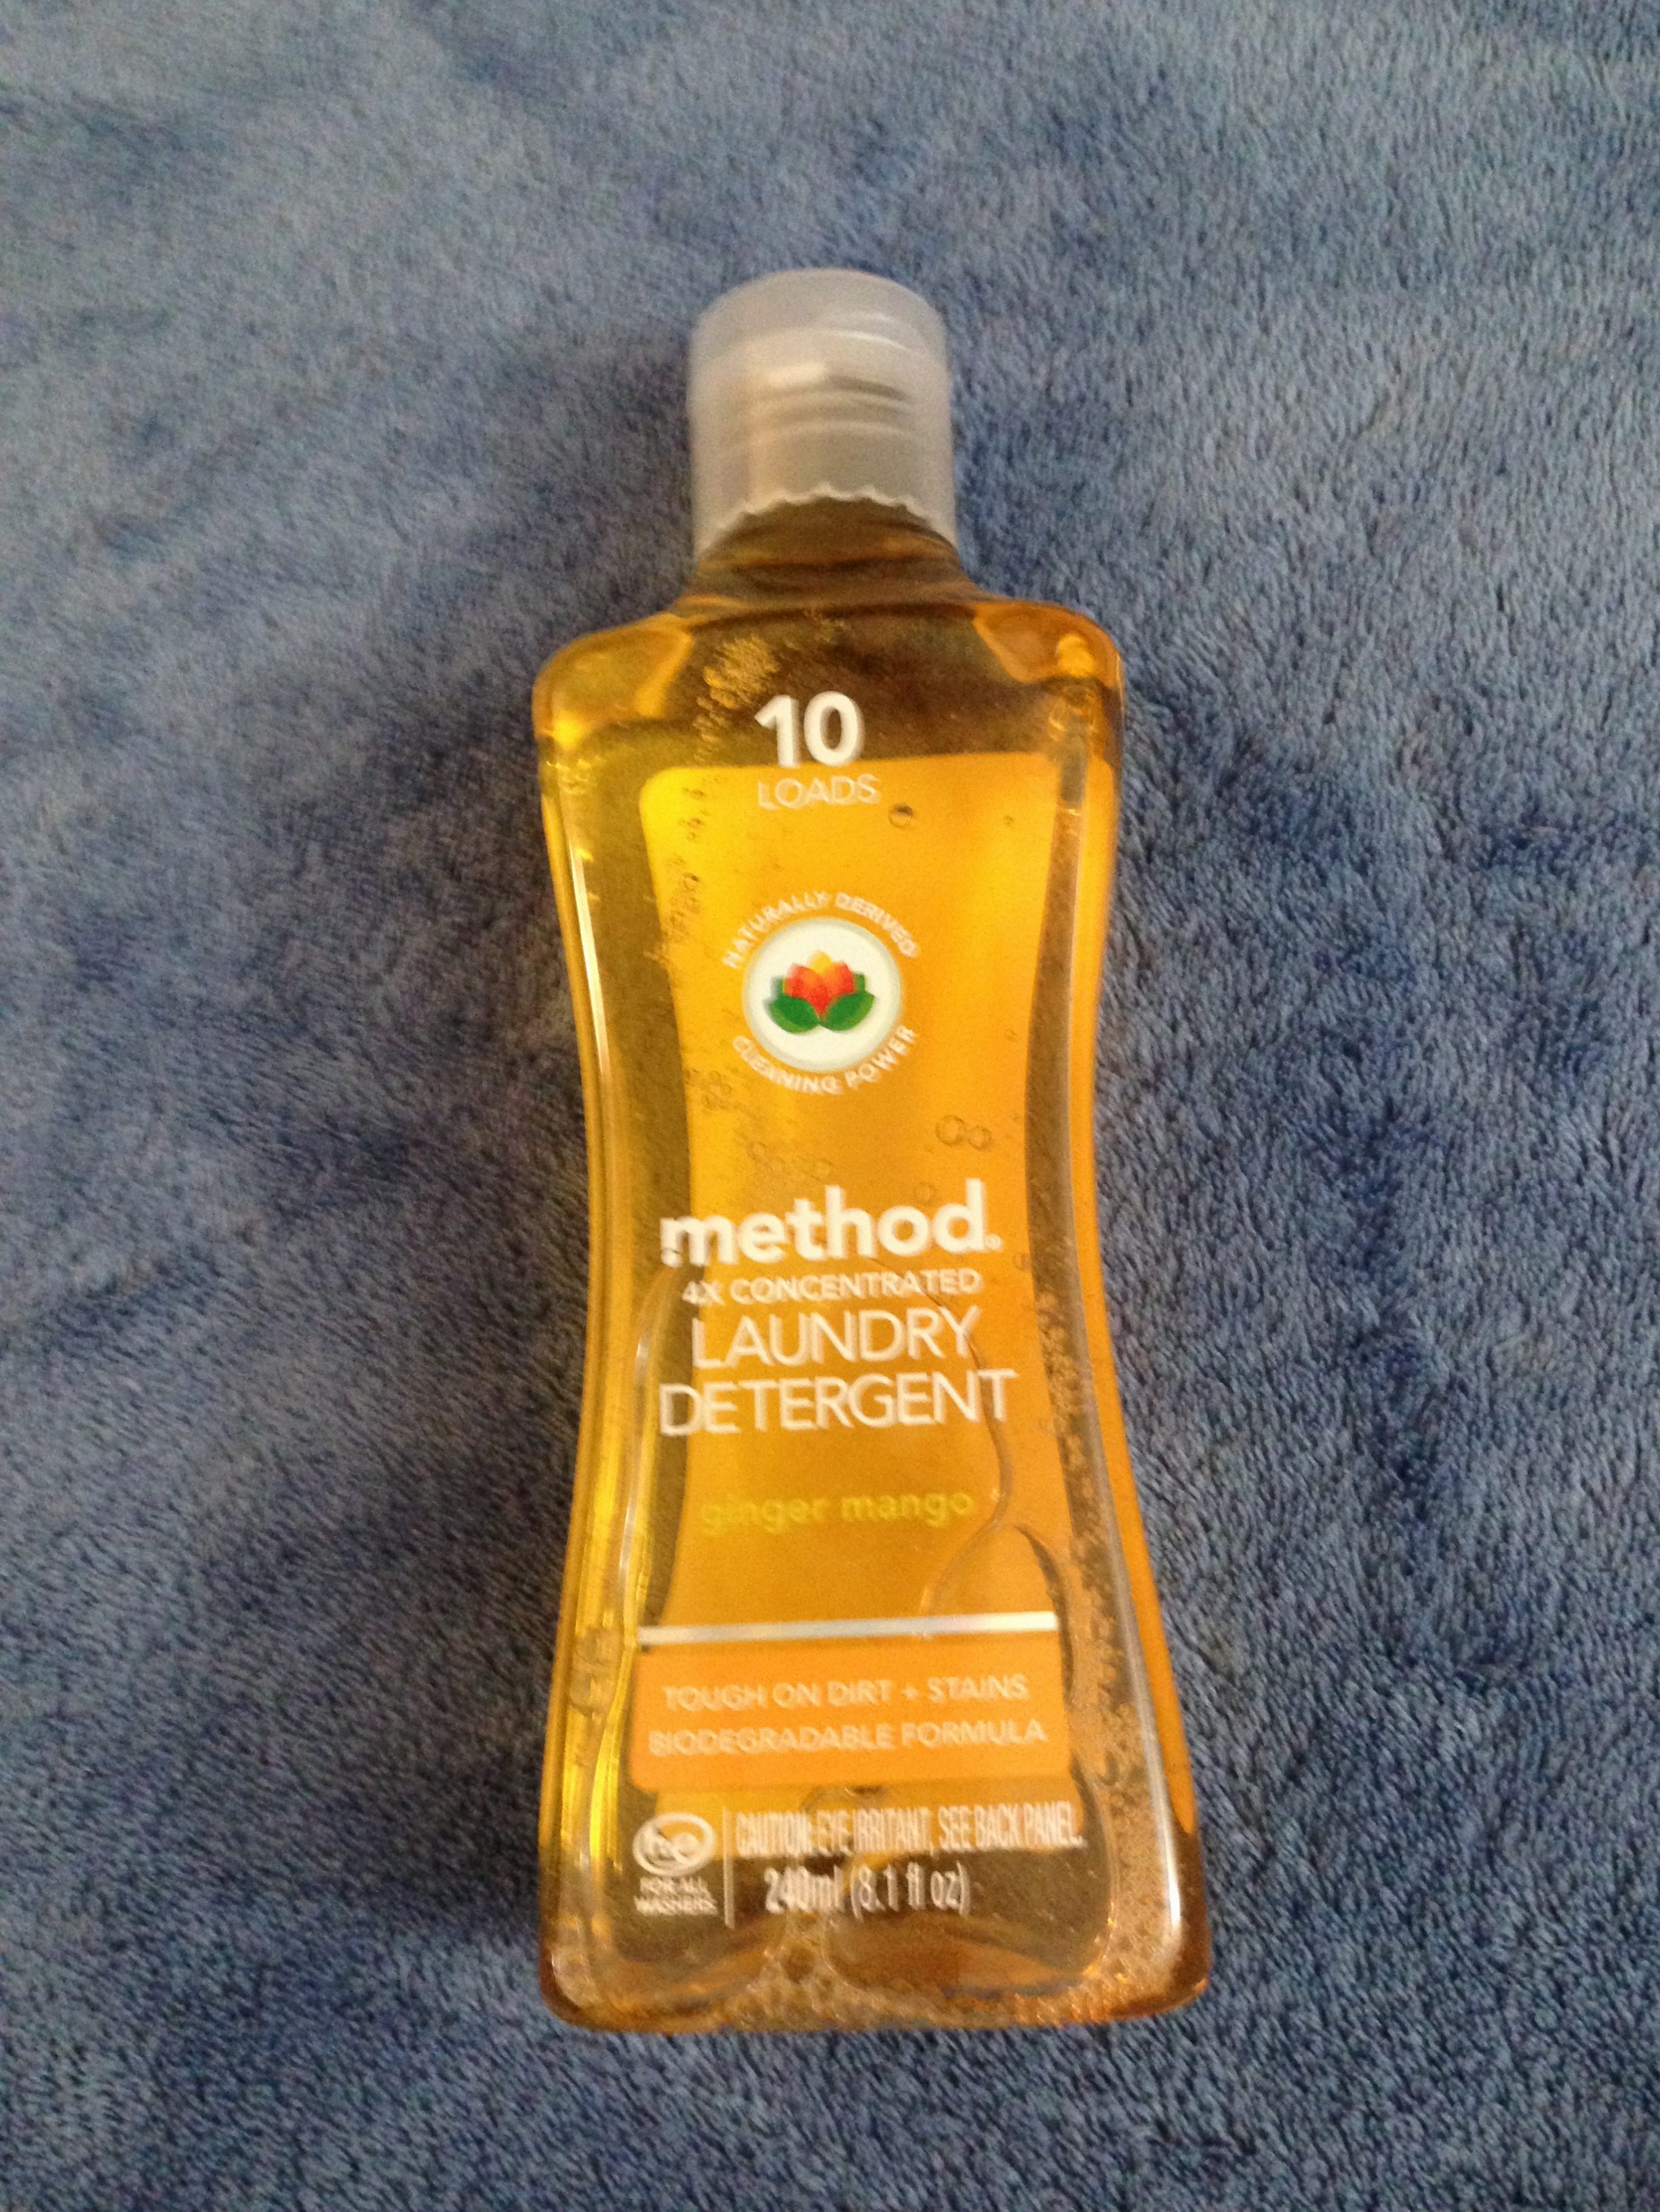 10
LOADS
NATURALLY DERIVED
CLEANING POWER
method.
4X CONCENTRATED
LAUNDRY
DETERGENT
ginger mango
TOUGH ON DIRT + STAINS
BIODEGRADABLE FORMULA
he
FOR ALL
WASHERS.
CAUTION: EYE IRRITANT, SEE BACK PANEL.
240ml (8.1 fl oz)